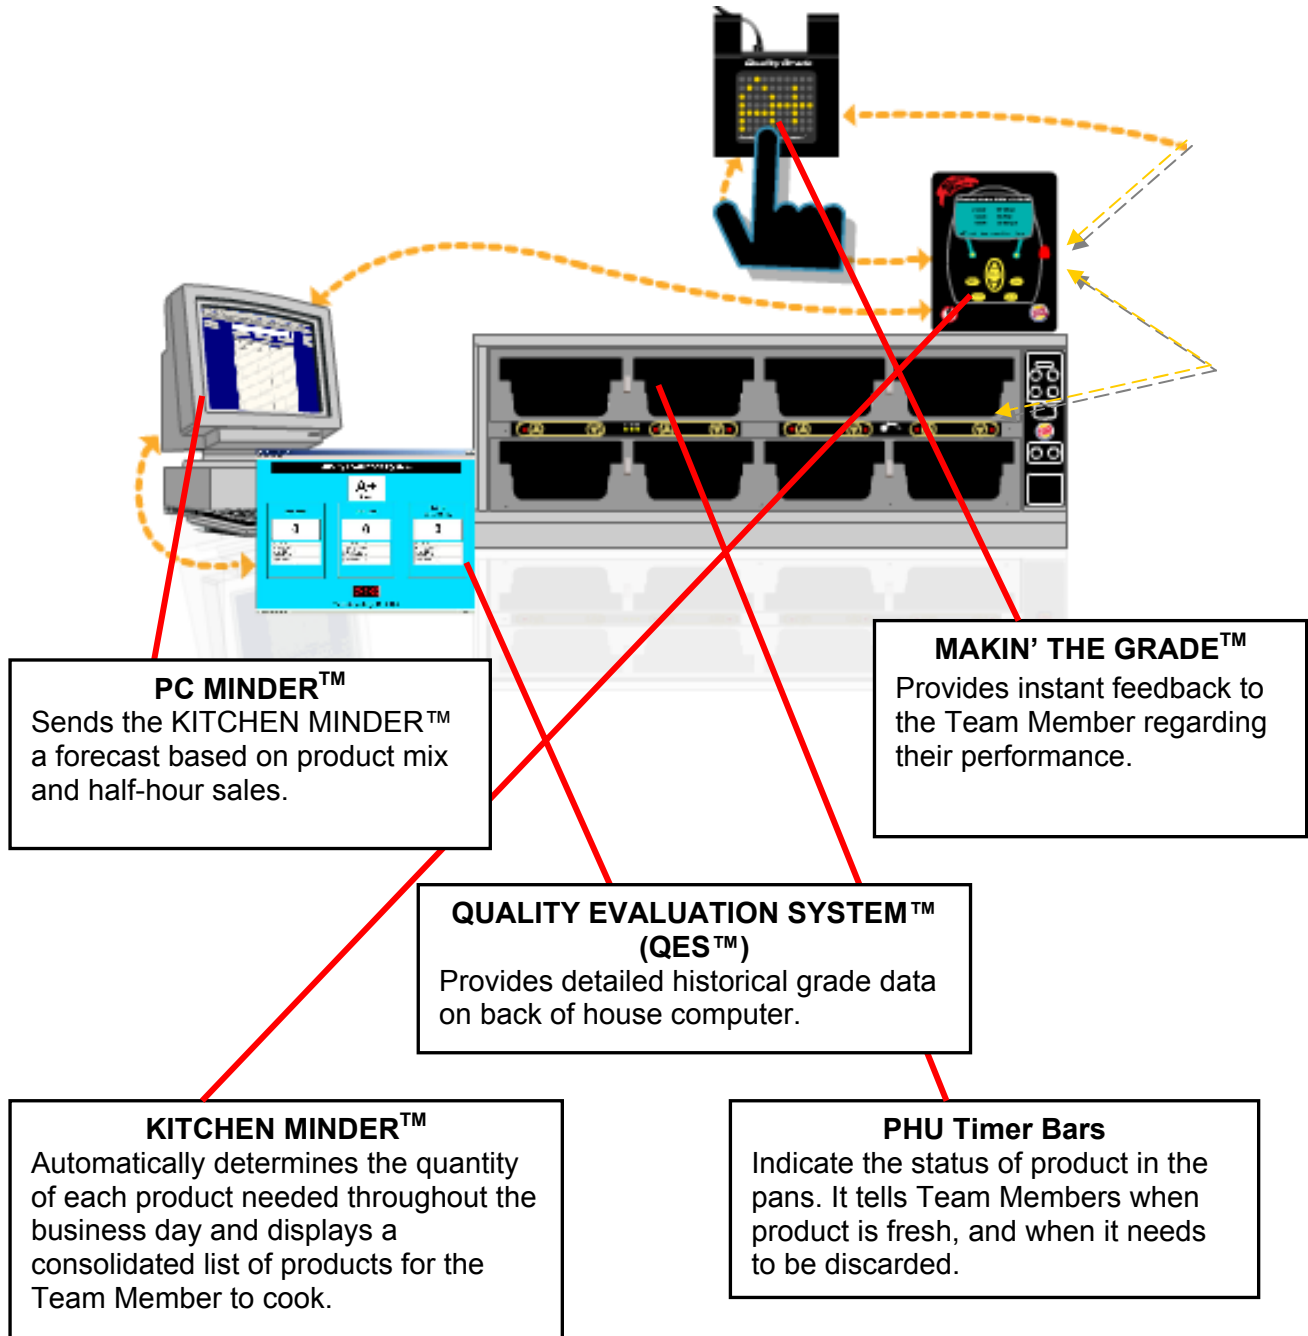 Quality Grade
A+
PC MINDER™
Sends the KITCHEN MINDER™
a forecast based on product mix
and half-hour sales.
MAKIN’ THE GRADE™
Provides instant feedback to
the Team Member regarding
their performance.
QUALITY EVALUATION SYSTEM™
(QES™)
Provides detailed historical grade data
on back of house computer.
KITCHEN MINDER™
Automatically determines the quantity
of each product needed throughout the
business day and displays a
consolidated list of products for the
Team Member to cook.
PHU Timer Bars
Indicate the status of product in the
pans. It tells Team Members when
product is fresh, and when it needs
to be discarded.